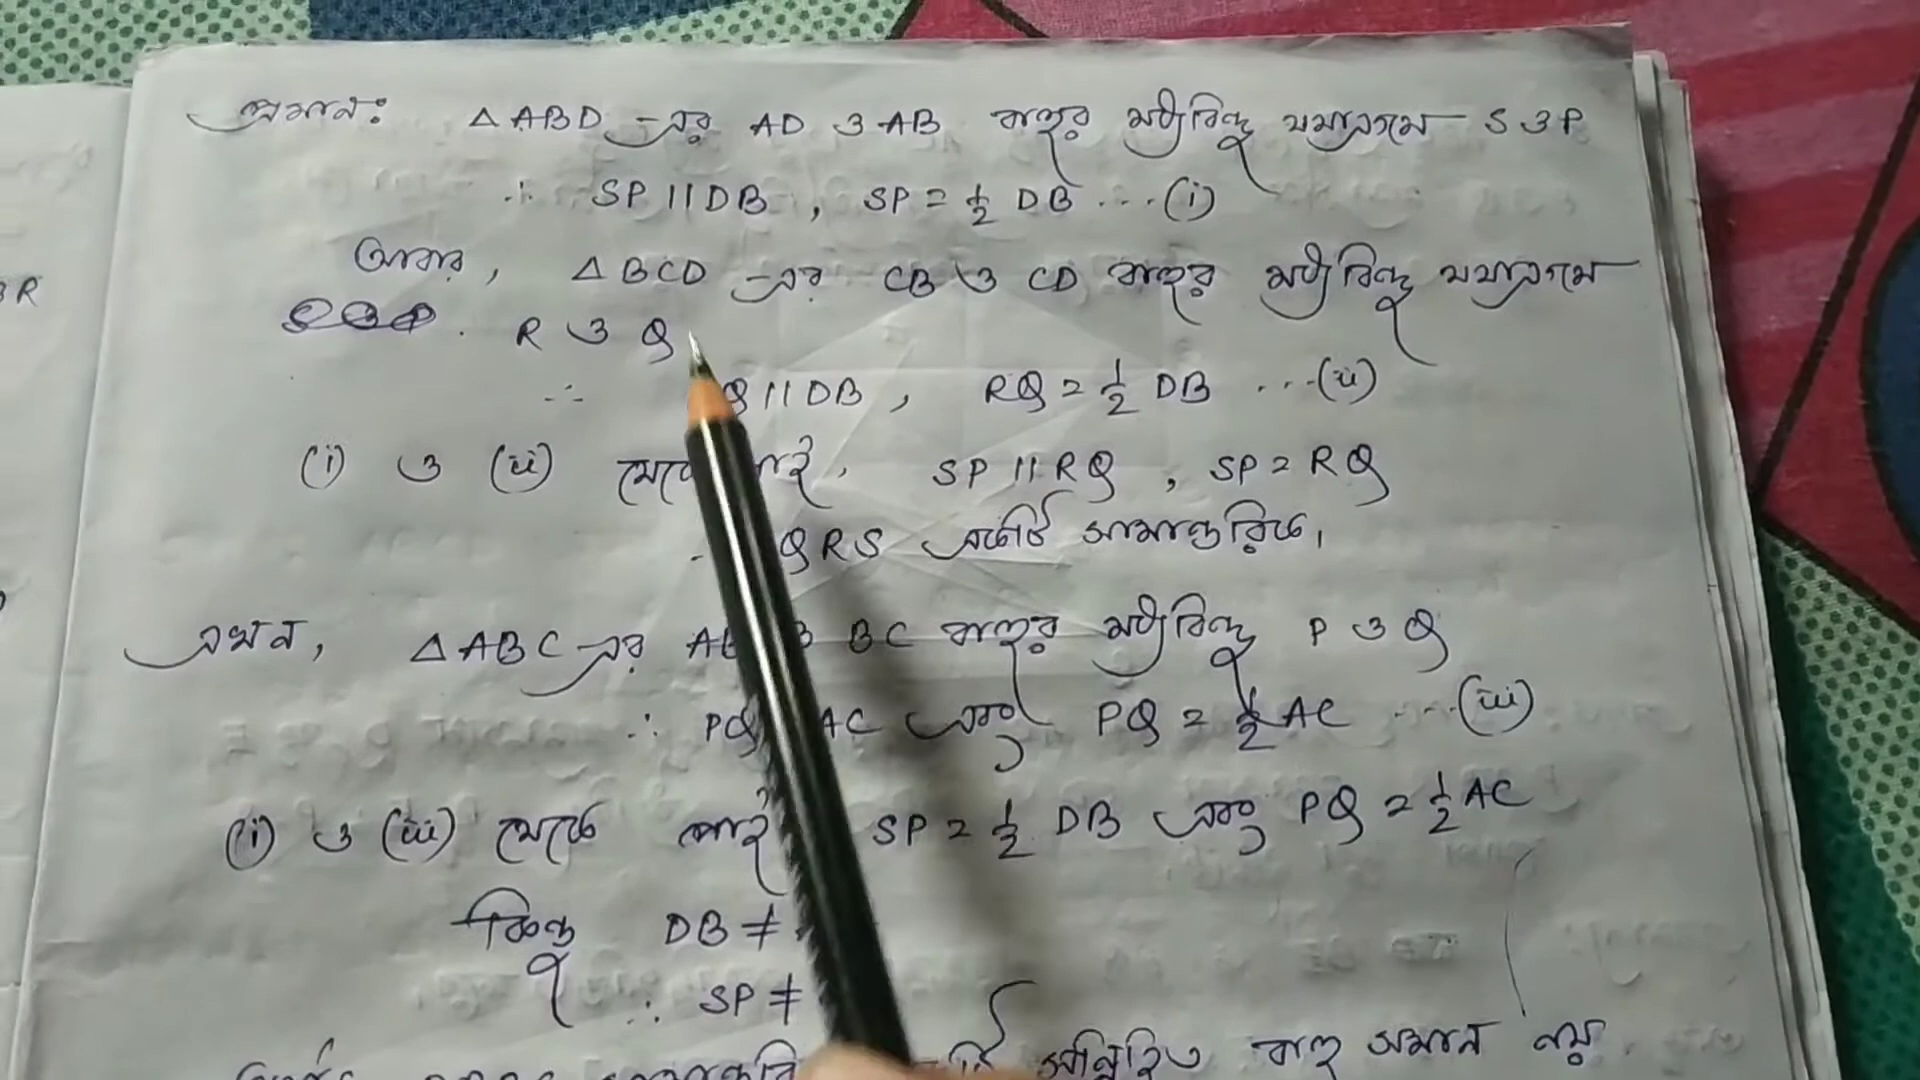 প্রমান: △ABD -এর AD ও AB বাহুর মধ্যবিন্দু যথাক্রমে S ও P
∴ SP || DB , SP = 1/2 DB ...(i)
আবার, △BCD -এর CB ও CD বাহুর মধ্যবিন্দু যথাক্রমে
BR
R ও Q
Q || DB , RQ = 1/2 DB ...(ii)
(i) ও (ii) থেকে পাই, SP || RQ , SP = RQ
QRS একটি সামান্তরিক।
এখন, △ABC -এর BC বাহুর মধ্যবিন্দু P ও Q
∴ PQ AC এবং PQ = 1/2 AC ...(iii)
(i) ও (iii) থেকে পাই SP = 1/2 DB এবং PQ = 1/2 AC
কিন্তু DB ≠
∴ SP ≠
সন্নিহিত বাহু সমান নয়